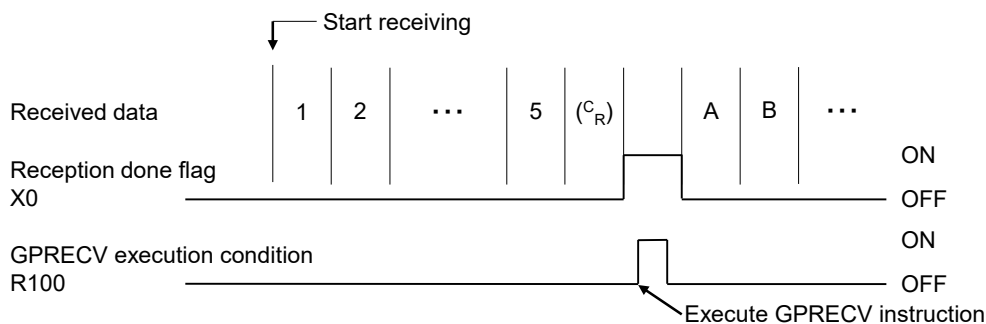 Start receiving
Received data 1 2 ... 5 (CR) A B ...
Reception done flag ON
X0 OFF
GPRECV execution condition ON
R100 OFF
Execute GPRECV instruction